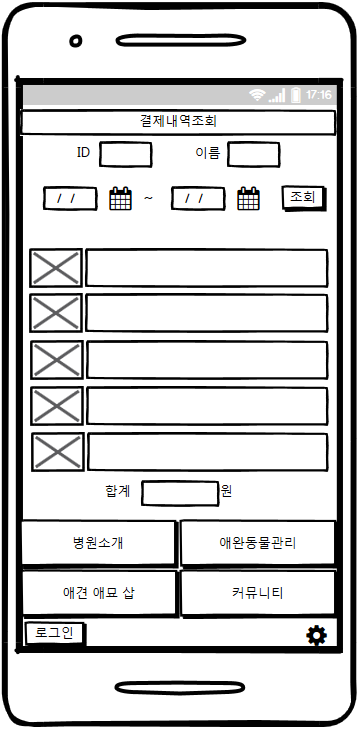 17:16
결제내역조회
ID 이름
/ / ~ / / 조회
합계 원
병원소개 애완동물관리
애견 애묘 샵
커뮤니티
로그인